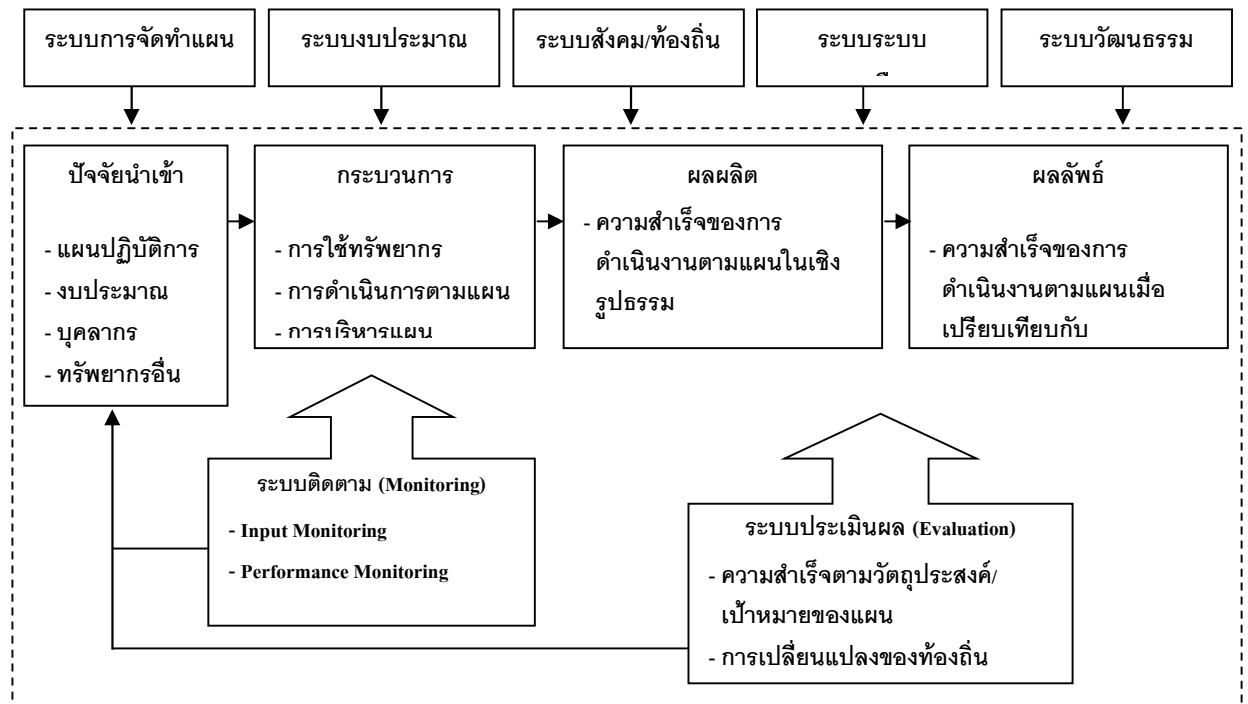 ระบบการจัดทำแผน
ระบบงบประมาณ
ระบบสังคม/ท้องถิ่น
ระบบระบบ
ระบบวัฒนธรรม
ปัจจัยนำเข้า
- แผนปฏิบัติการ
- งบประมาณ
- บุคลากร
- ทรัพยากรอื่น
กระบวนการ
- การใช้ทรัพยากร
- การดำเนินการตามแผน
- การบริหารแผน
ผลผลิต
- ความสำเร็จของการ
ดำเนินงานตามแผนในเชิง
รูปธรรม
ผลลัพธ์
- ความสำเร็จของการ
ดำเนินงานตามแผนเมื่อ
เปรียบเทียบกับ
ระบบติดตาม (Monitoring)
- Input Monitoring
- Performance Monitoring
ระบบประเมินผล (Evaluation)
- ความสำเร็จตามวัตถุประสงค์/
เป้าหมายของแผน
- การเปลี่ยนแปลงของท้องถิ่น